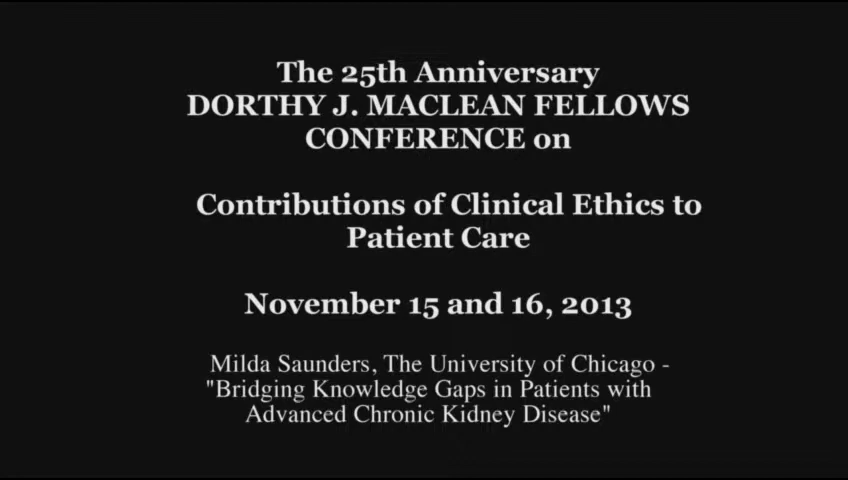 The 25th Anniversary
DORTHY J. MACLEAN FELLOWS
CONFERENCE on
Contributions of Clinical Ethics to
Patient Care
November 15 and 16, 2013
Milda Saunders, The University of Chicago -
"Bridging Knowledge Gaps in Patients with
Advanced Chronic Kidney Disease"